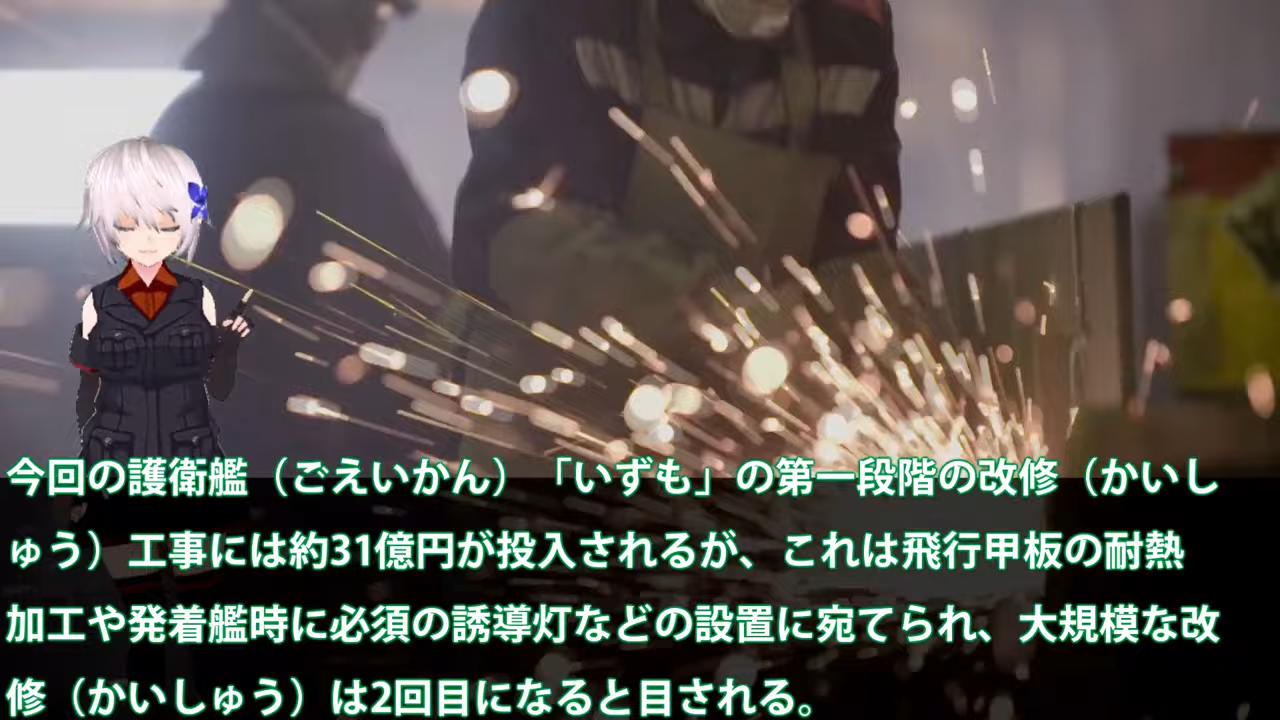 今回の護衛艦（ごえいかん）「いずも」の第一段階の改修（かいし
ゅう）工事には約31億円が投入されるが、これは飛行甲板の耐熱
加工や発着艦時に必須の誘導灯などの設置に宛てられ、大規模な改
修（かいしゅう）は2回目になると目される。